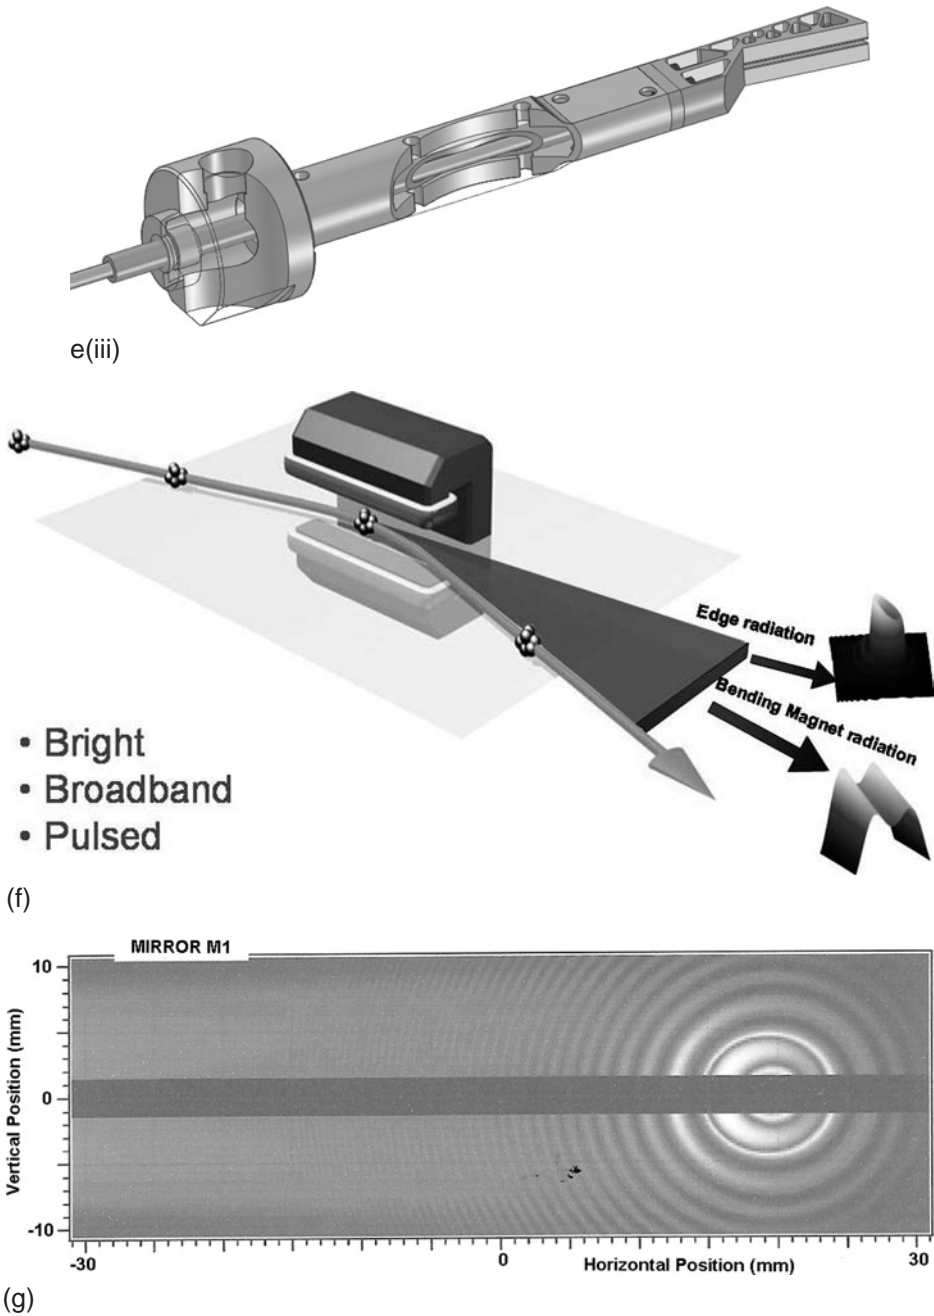 e(iii)
Edge radiation
Bending Magnet radiation
• Bright
• Broadband
• Pulsed
(f)
MIRROR M1
10
0
-10
Vertical Position (mm)
-30
0
30
Horizontal Position (mm)
(g)